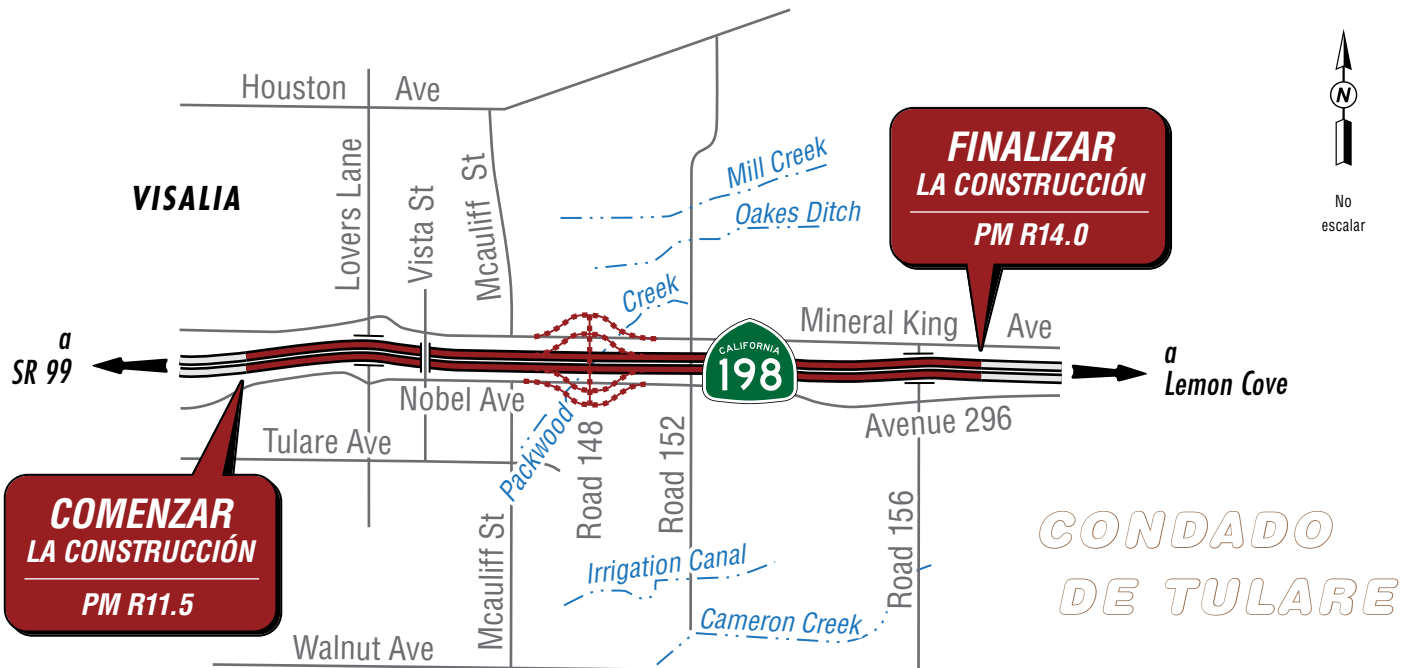 Houston Ave
VISALIA
Lovers Lane
Vista St
Mcauliff St
Mill Creek
Oakes Ditch
Creek
FINALIZAR
LA CONSTRUCCIÓN
PM R14.0
N
No
escalar
a
SR 99
Mineral King Ave
CALIFORNIA
198
a
Lemon Cove
Nobel Ave
Avenue 296
Tulare Ave
Packwood
Road 148
Road 152
Road 156
COMENZAR
LA CONSTRUCCIÓN
PM R11.5
Mcauliff St
Irrigation Canal
Cameron Creek
CONDADO
DE TULARE
Walnut Ave